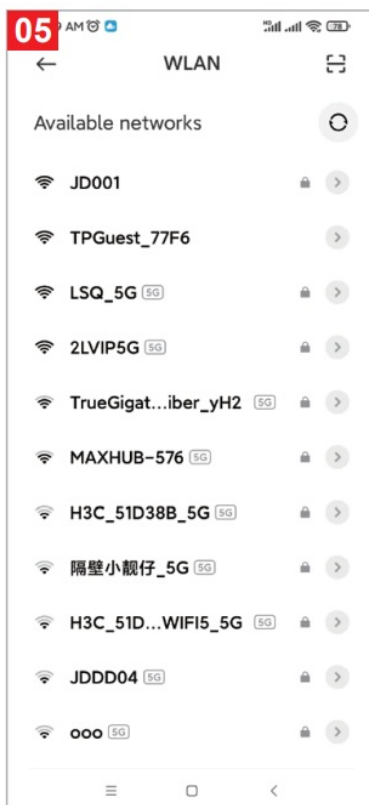 05 AM
78
WLAN
Available networks
JD001
TPGuest_77F6
LSQ_5G 5G
2LVIP5G 5G
TrueGigat...iber_yH2 5G
MAXHUB-576 5G
H3C_51D38B_5G 5G
隔壁小靓仔_5G 5G
H3C_51D...WIFI5_5G 5G
JDDD04 5G
ooo 5G